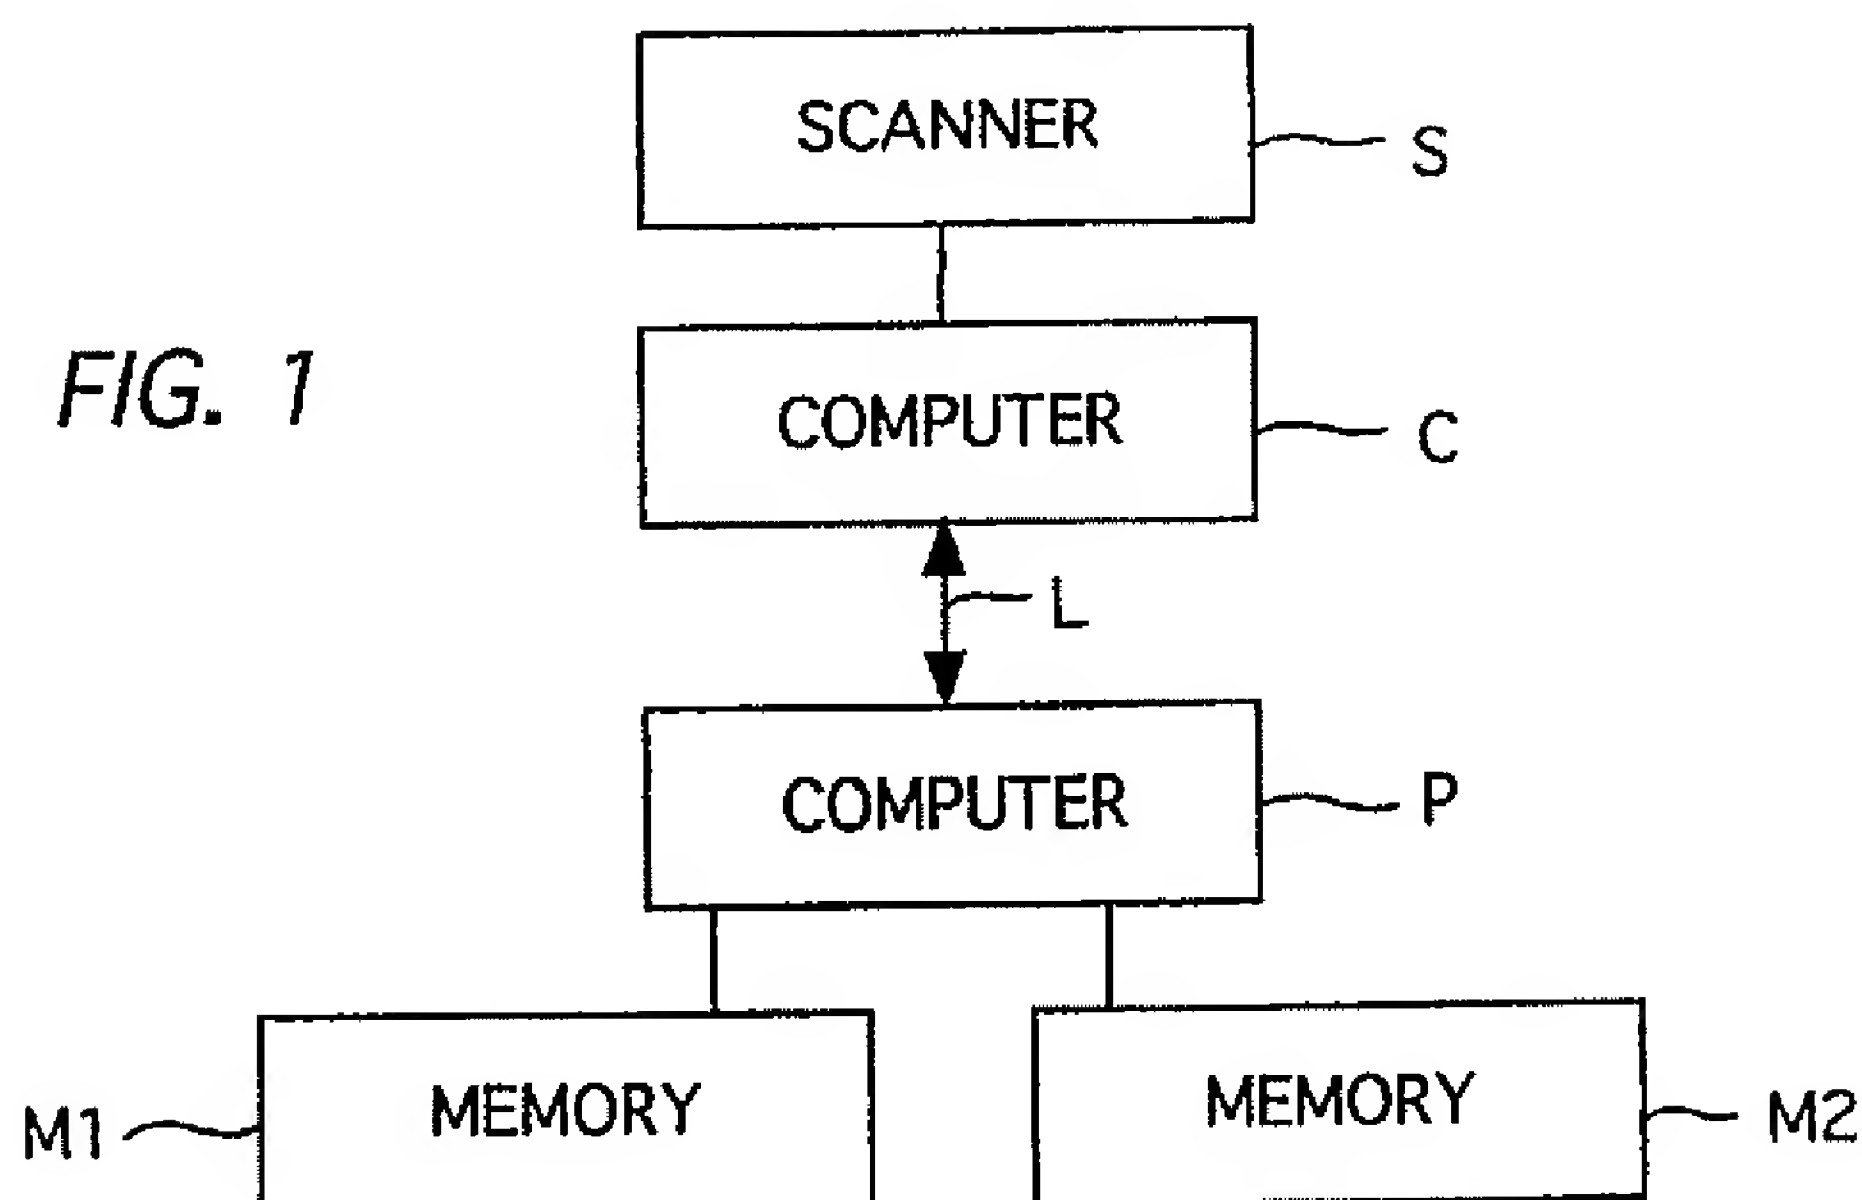 SCANNER
S
FIG. 1
COMPUTER
C
L
COMPUTER
P
M1
MEMORY
MEMORY
M2